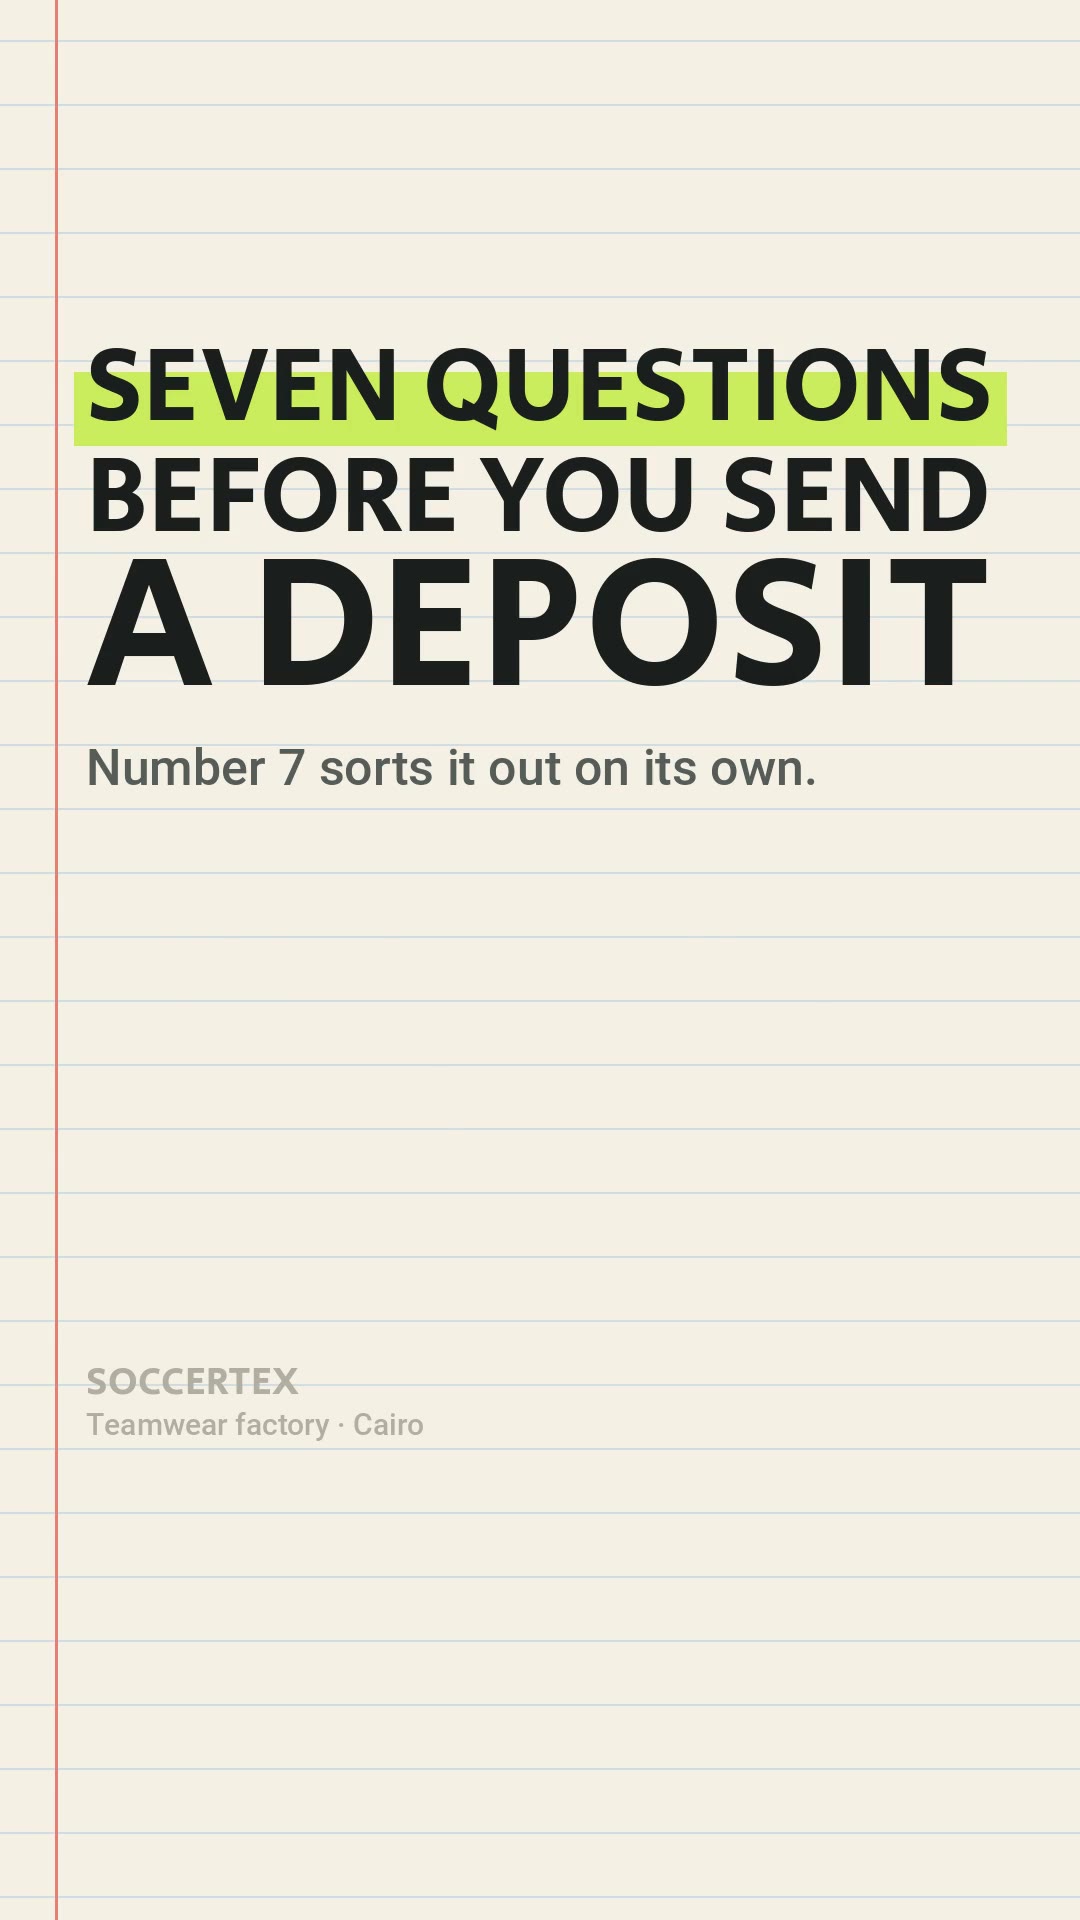 SEVEN QUESTIONS
BEFORE YOU SEND
A DEPOSIT
Number 7 sorts it out on its own.
SOCCERTEX
Teamwear factory · Cairo